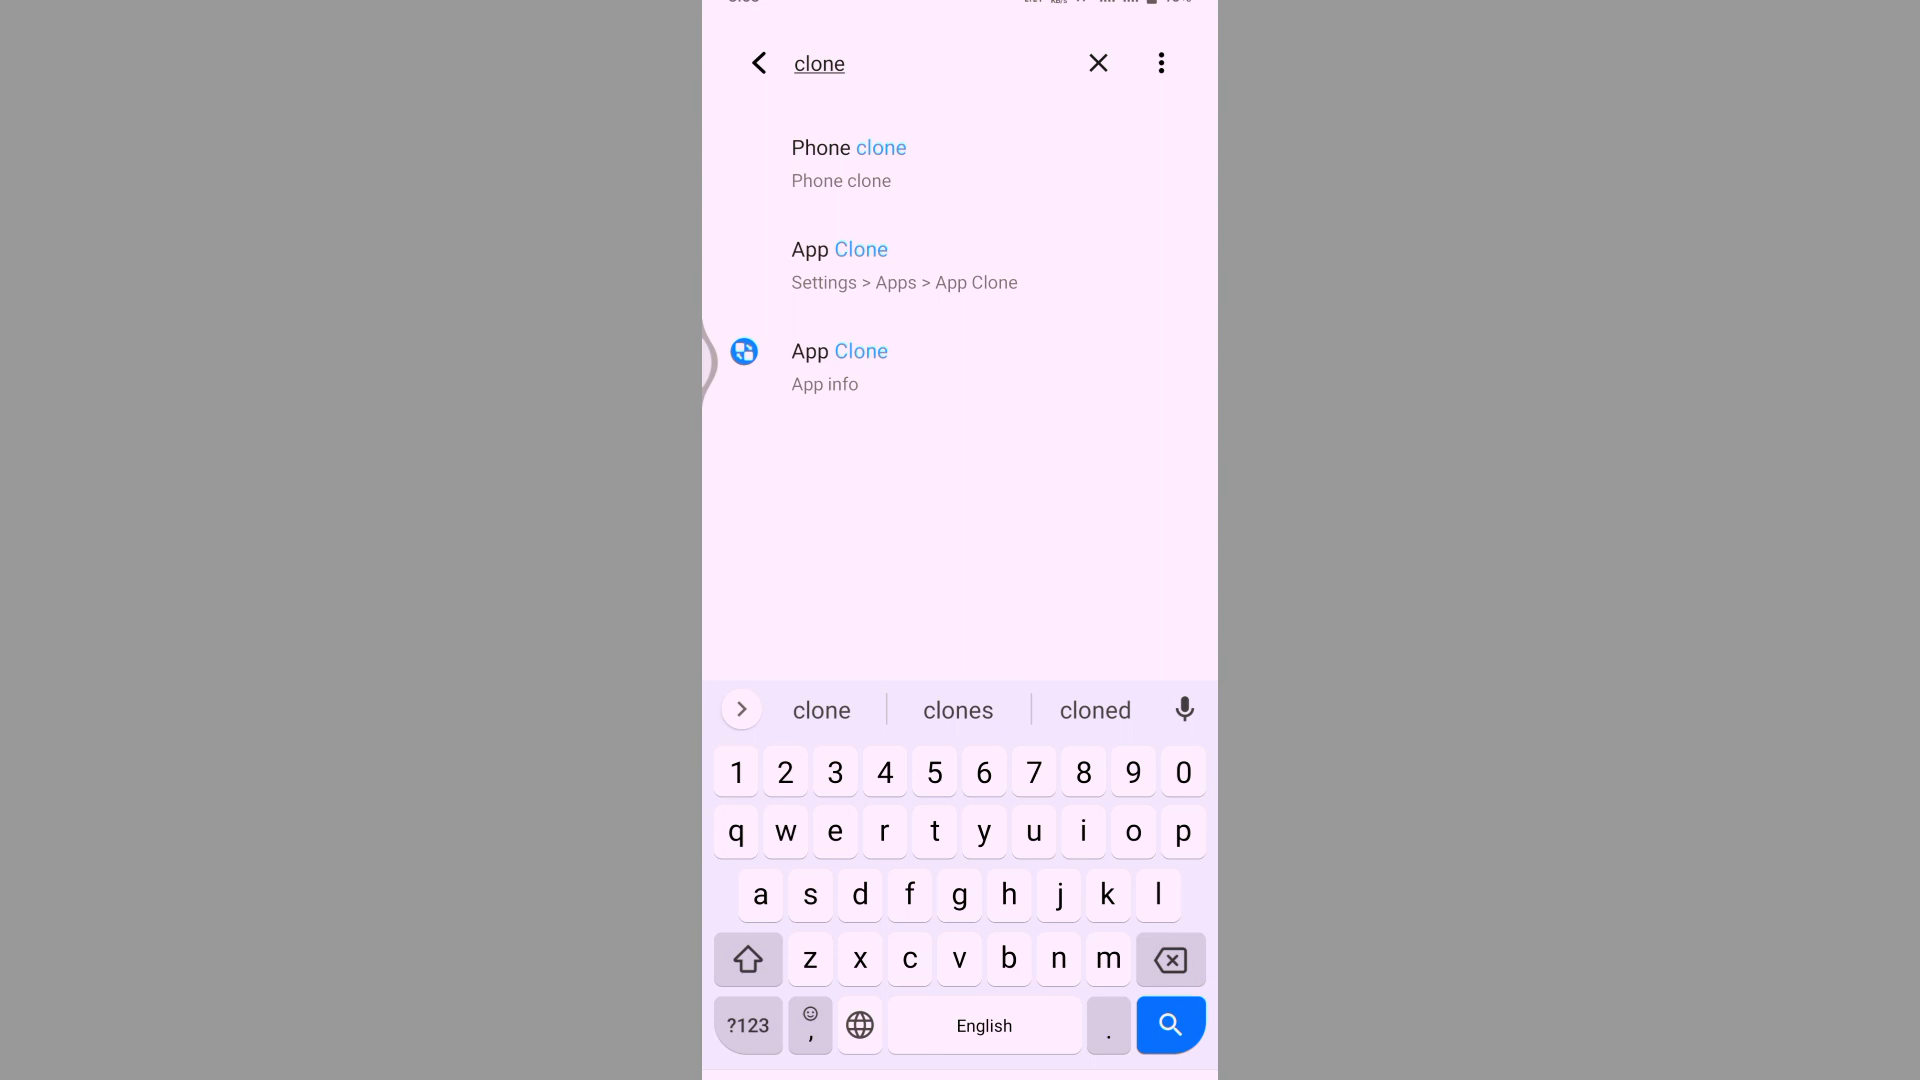 clone
Phone clone
Phone clone
App Clone
Settings > Apps > App Clone
App Clone
App info
clone clones cloned
1 2 3 4 5 6 7 8 9 0
q w e r t y u i o p
a s d f g h j k l
z x c v b n m
?123 , English .